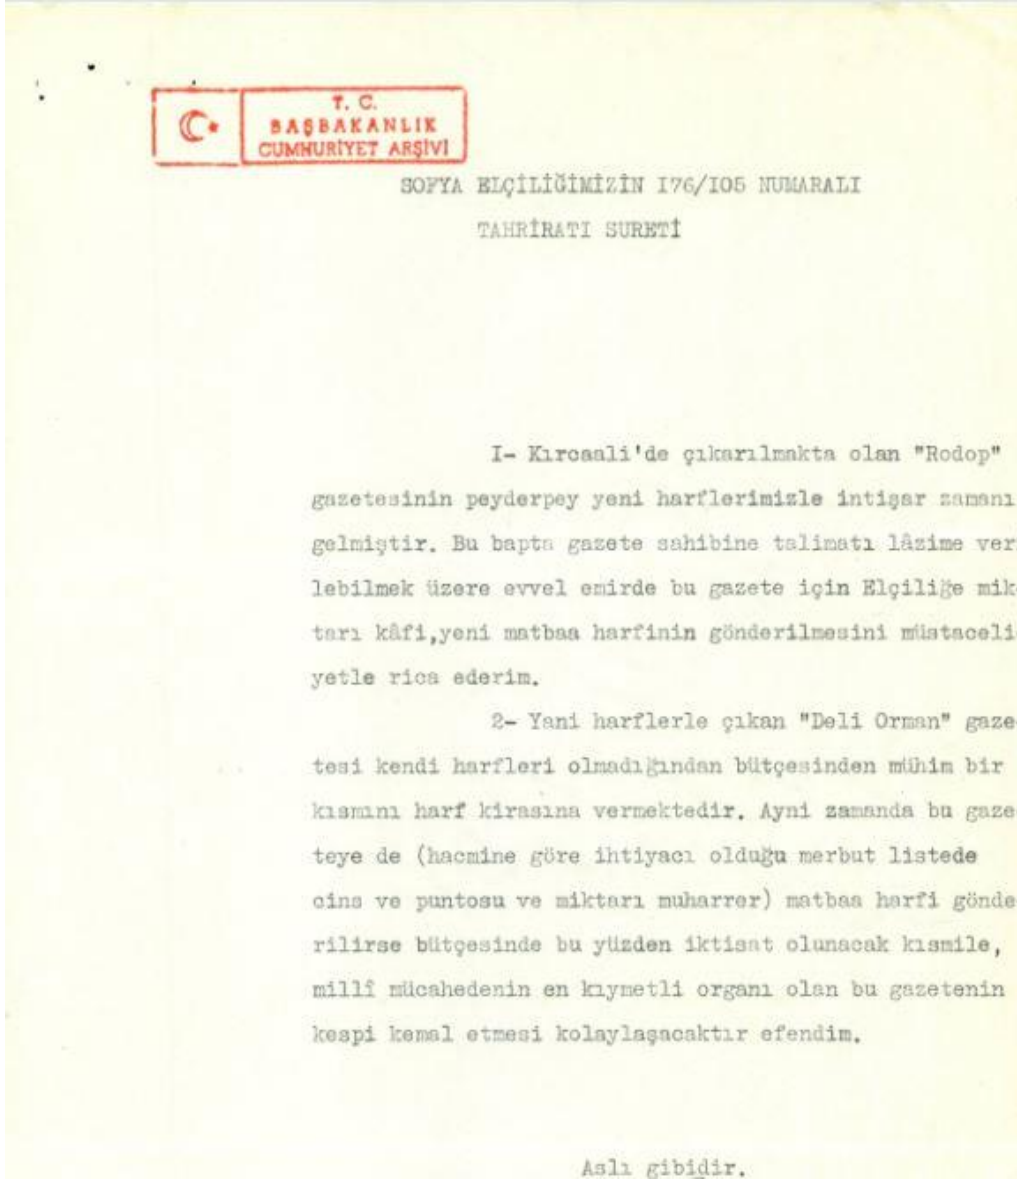 T. C.
BAŞBAKANLIK
CUMHURİYET ARŞİVİ
SOFYA ELÇİLİĞİMİZİN I76/I05 NUMARALI
TAHRİRATI SURETİ
I- Kırcaali'de çıkarılmakta olan "Rodop"
gazetesinin peyderpey yeni harflerimizle intişar zamanı
gelmiştir. Bu bapta gazete sahibine talimatı lâzime ver
lebilmek üzere evvel emirde bu gazete için Elçiliğe mik-
tarı kâfi,yeni matbaa harfinin gönderilmesini müstaceli
yetle rica ederim.
2- Yani harflerle çıkan "Deli Orman" gaze
tesi kendi harfleri olmadığından bütçesinden mühim bir
kısmını harf kirasına vermektedir. Ayni zamanda bu gaze
teye de (hacmine göre ihtiyacı olduğu merbut listede
cins ve puntosu ve miktarı muharrer) matbaa harfi gönde
rilirse bütçesinde bu yüzden iktisat olunacak kısmile,
millî mücahedenin en kıymetli organı olan bu gazetenin
kespi kemal etmesi kolaylaşacaktır efendim.
Aslı gibidir.